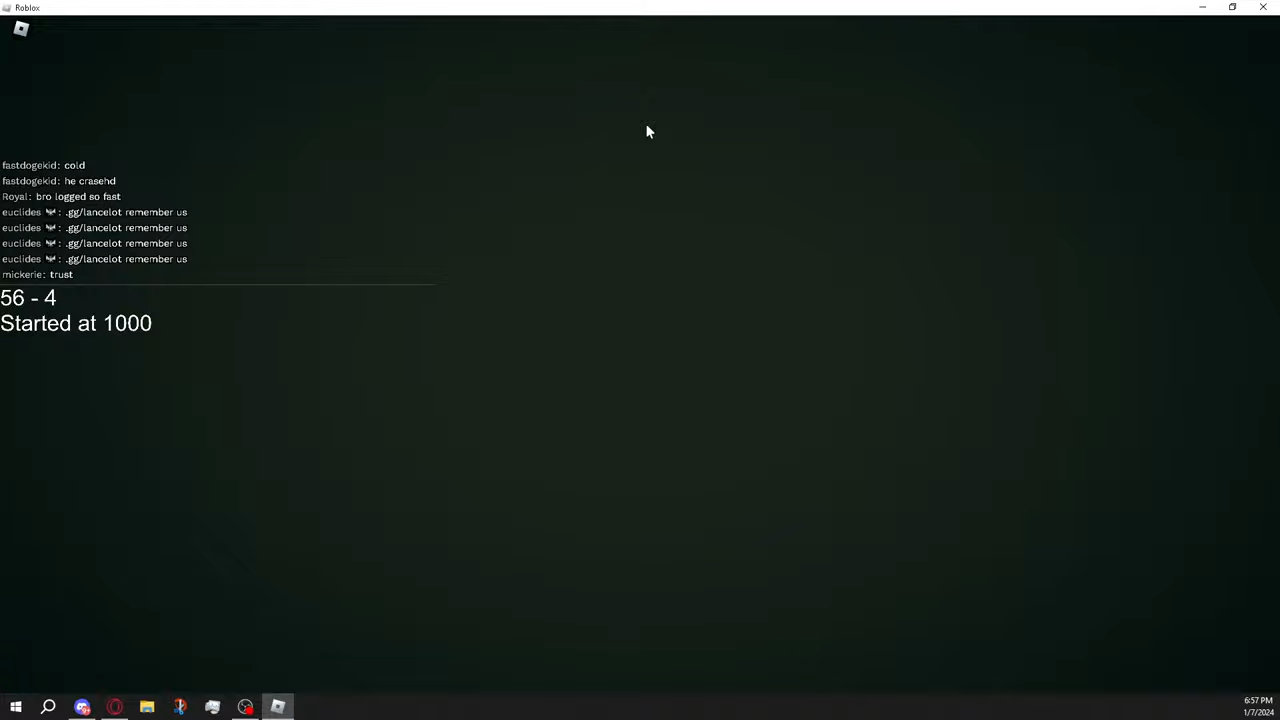 Roblox
fastdogekid: cold
fastdogekid: he crasehd
Royal: bro logged so fast
euclides : .gg/lancelot remember us
euclides : .gg/lancelot remember us
euclides : .gg/lancelot remember us
euclides : .gg/lancelot remember us
mickerie: trust
56 - 4
Started at 1000
6:57 PM
1/7/2024